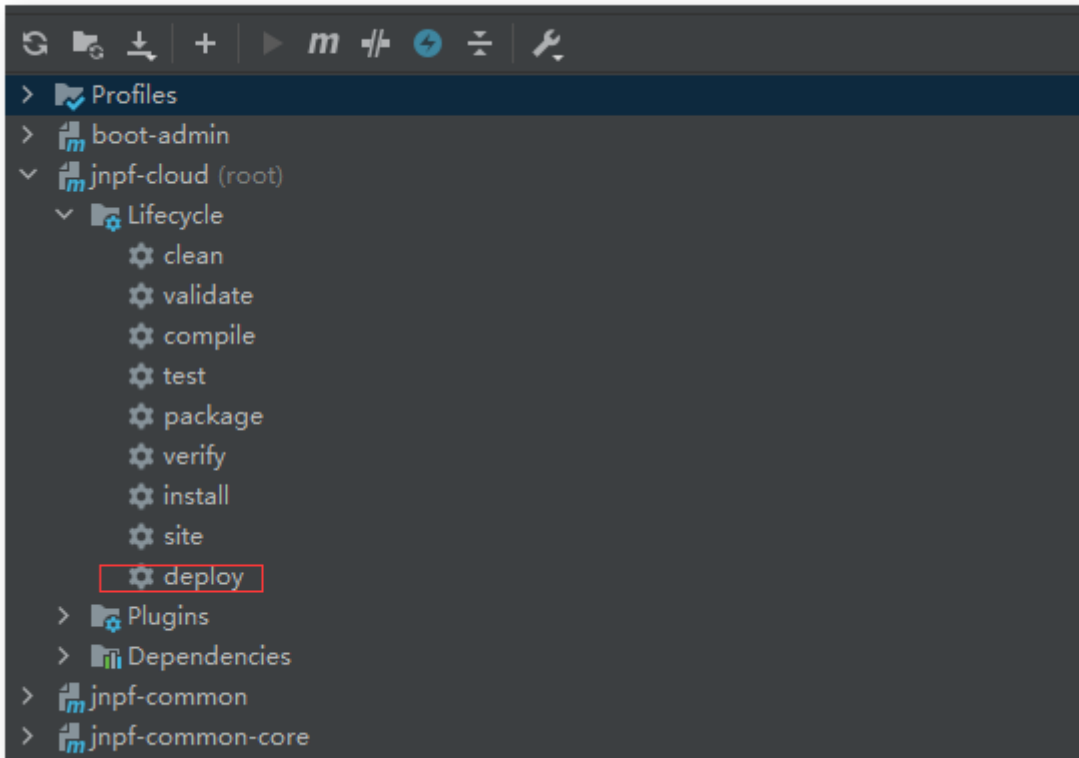 Profiles
boot-admin
jnpf-cloud (root)
Lifecycle
clean
validate
compile
test
package
verify
install
site
deploy
Plugins
Dependencies
jnpf-common
jnpf-common-core